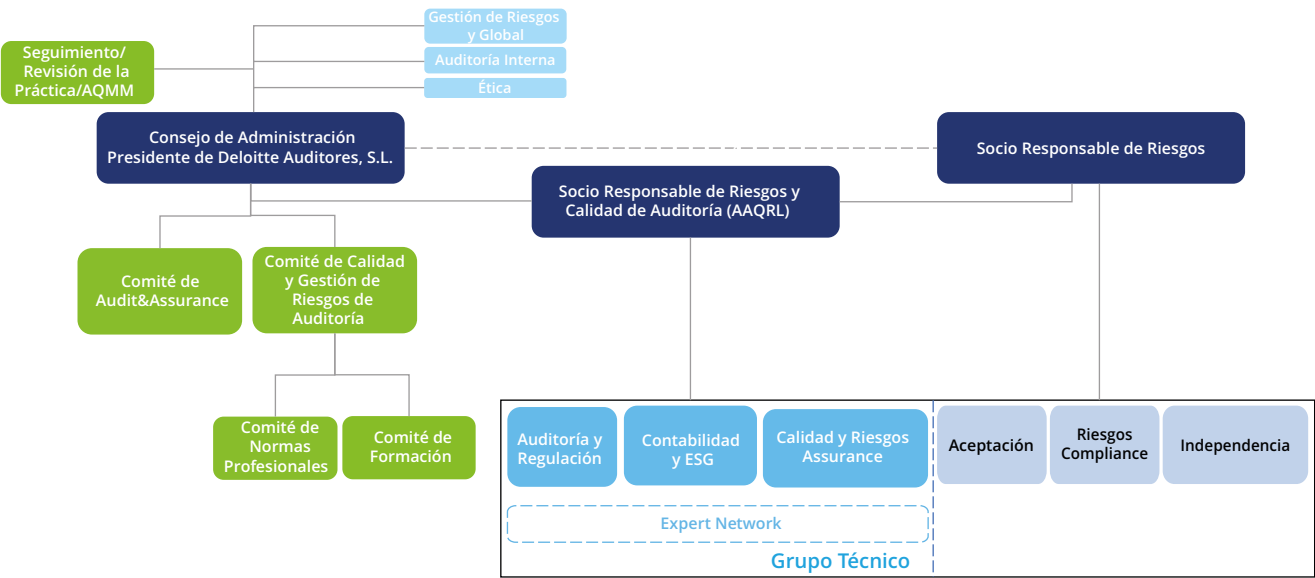 Gestión de Riesgos
y Global
Seguimiento/
Revisión de la
Práctica/AQMM
Auditoría Interna
Ética
Consejo de Administración
Presidente de Deloitte Auditores, S.L.
Socio Responsable de Riesgos
Socio Responsable de Riesgos y
Calidad de Auditoría (AAQRL)
Comité de
Audit&Assurance
Comité de Calidad
y Gestión de
Riesgos de
Auditoría
Comité de
Normas
Profesionales
Comité de
Formación
Auditoría y
Regulación
Contabilidad
y ESG
Calidad y Riesgos
Assurance
Aceptación
Riesgos
Compliance
Independencia
Expert Network
Grupo Técnico